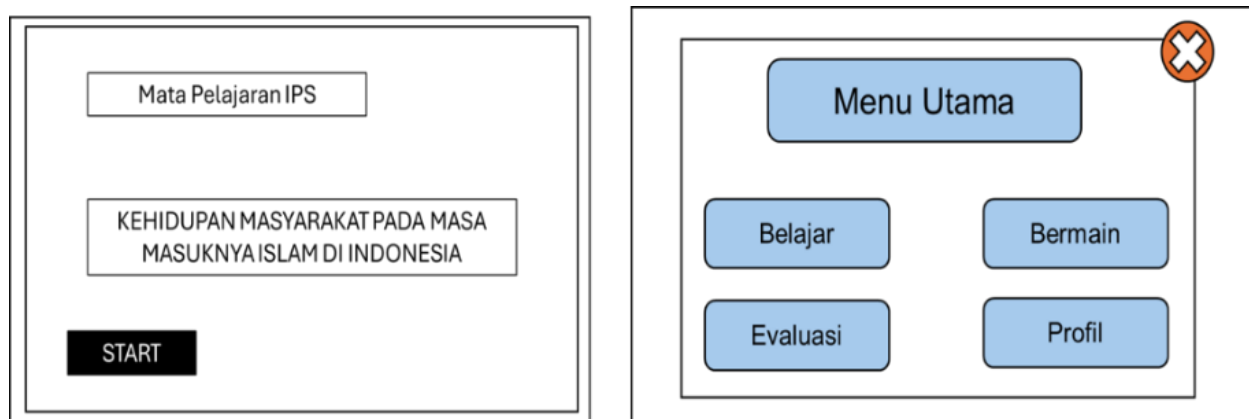 Mata Pelajaran IPS
KEHIDUPAN MASYARAKAT PADA MASA
MASUKNYA ISLAM DI INDONESIA
START
Menu Utama
Belajar
Bermain
Evaluasi
Profil